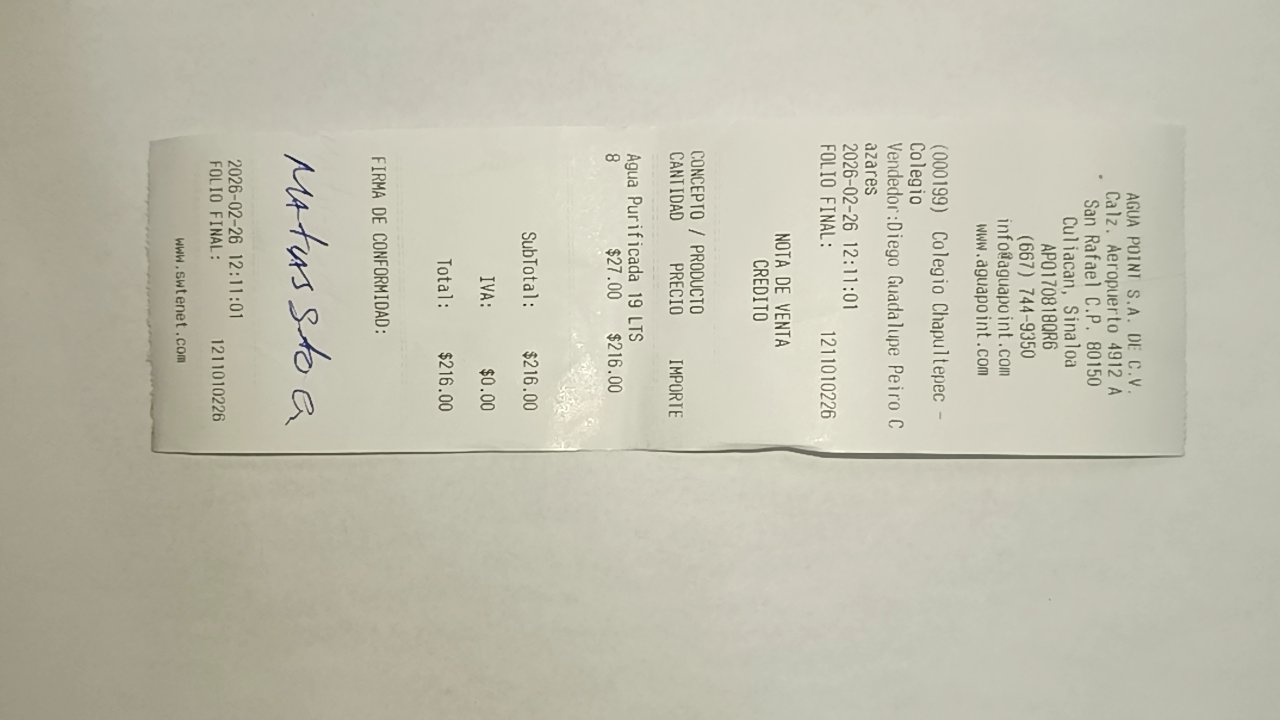 AGUA POINT S.A. DE C.V.
Calz. Aeropuerto 4912 A
San Rafael C.P. 80150
Culiacan, Sinaloa
APO170818QR6
(667) 744-9350
info@aguapoint.com
www.aguapoint.com
(000199) Colegio Chapultepec -
Colegio
Vendedor:Diego Guadalupe Peiro C
azares
2026-02-26 12:11:01
FOLIO FINAL: 1211010226
NOTA DE VENTA
CREDITO
CONCEPTO / PRODUCTO
CANTIDAD PRECIO IMPORTE
Agua Purificada 19 LTS
8 $27.00 $216.00
SubTotal: $216.00
IVA: $0.00
Total: $216.00
FIRMA DE CONFORMIDAD:
2026-02-26 12:11:01
FOLIO FINAL: 1211010226
www.swtenet.com